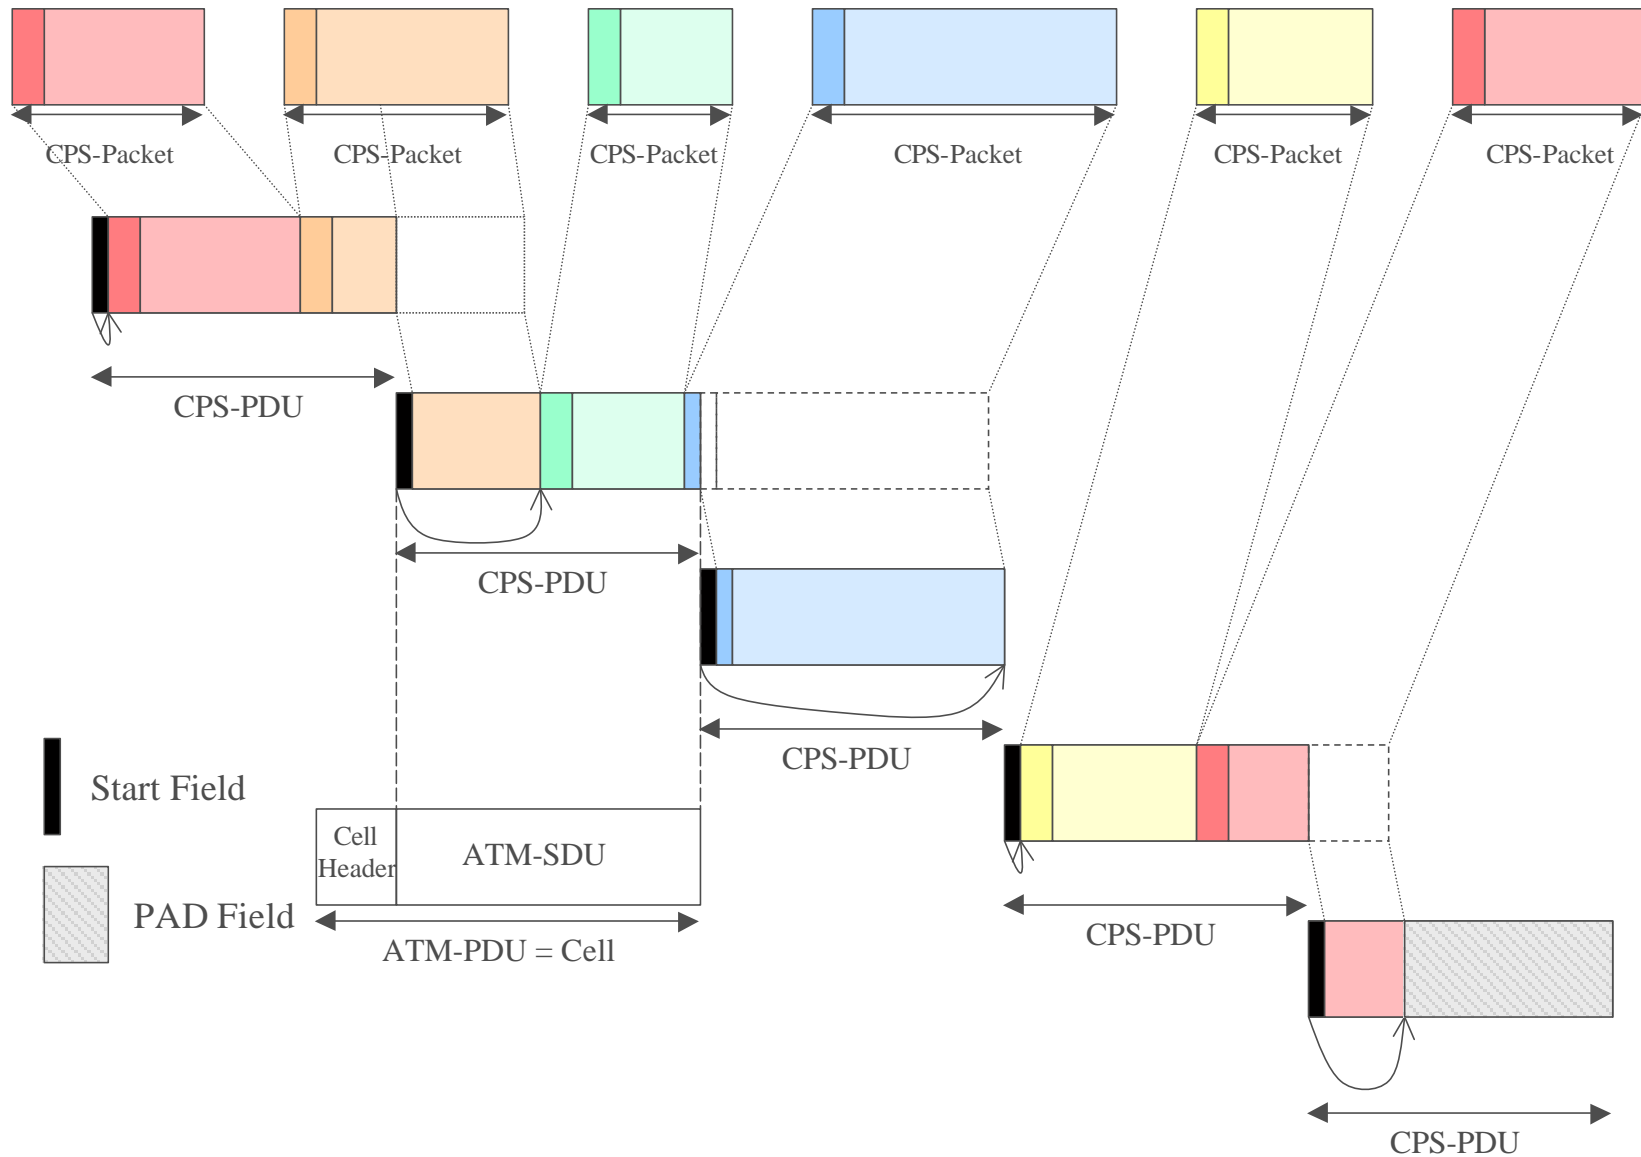 CPS-Packet
CPS-Packet
CPS-Packet
CPS-Packet
CPS-Packet
CPS-Packet
CPS-PDU
CPS-PDU
CPS-PDU
Start Field
Cell
Header
ATM-SDU
PAD Field
ATM-PDU = Cell
CPS-PDU
CPS-PDU